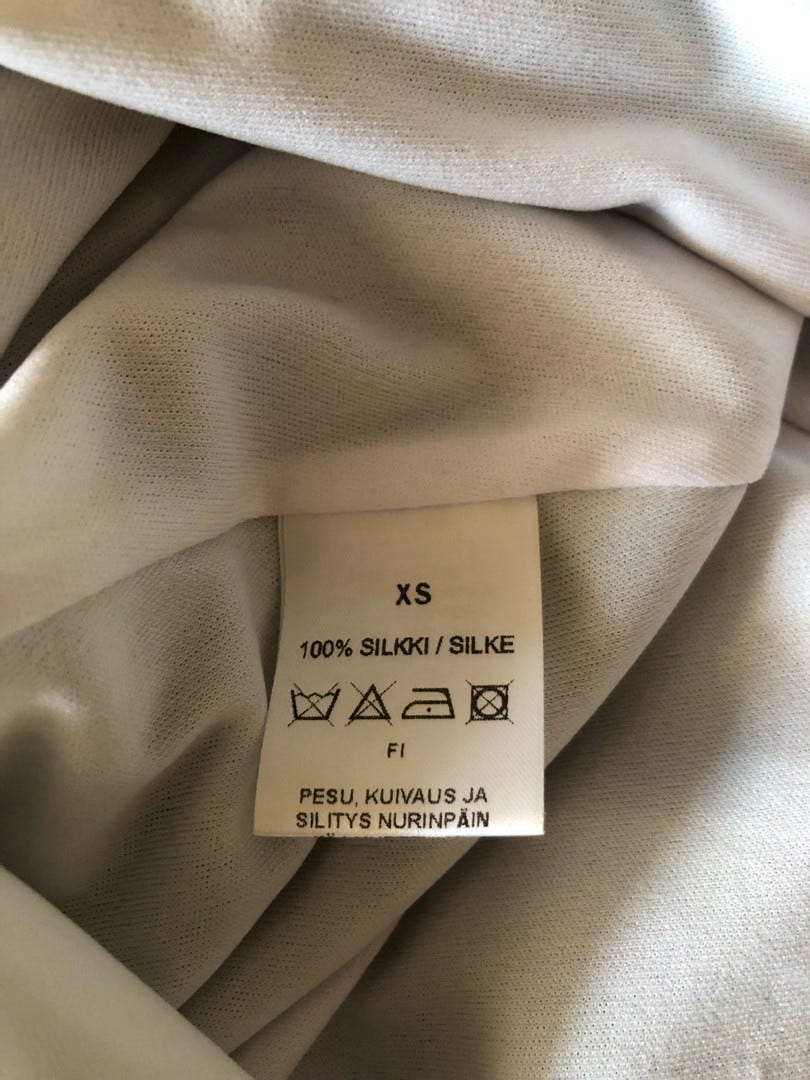 XS
100% SILKKI / SILKE
FI
PESU, KUIVAUS JA
SILITYS NURINPÄIN